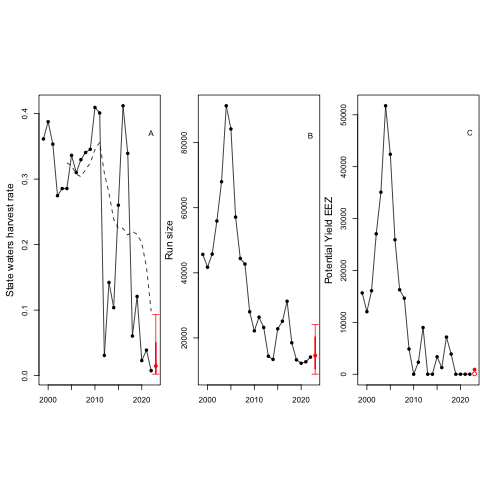 State waters harvest rate
0.0 0.1 0.2 0.3 0.4
2000 2010 2020
A
Run size
20000 40000 60000 80000
2000 2010 2020
B
Potential Yield EEZ
0 10000 20000 30000 40000 50000
2000 2010 2020
C